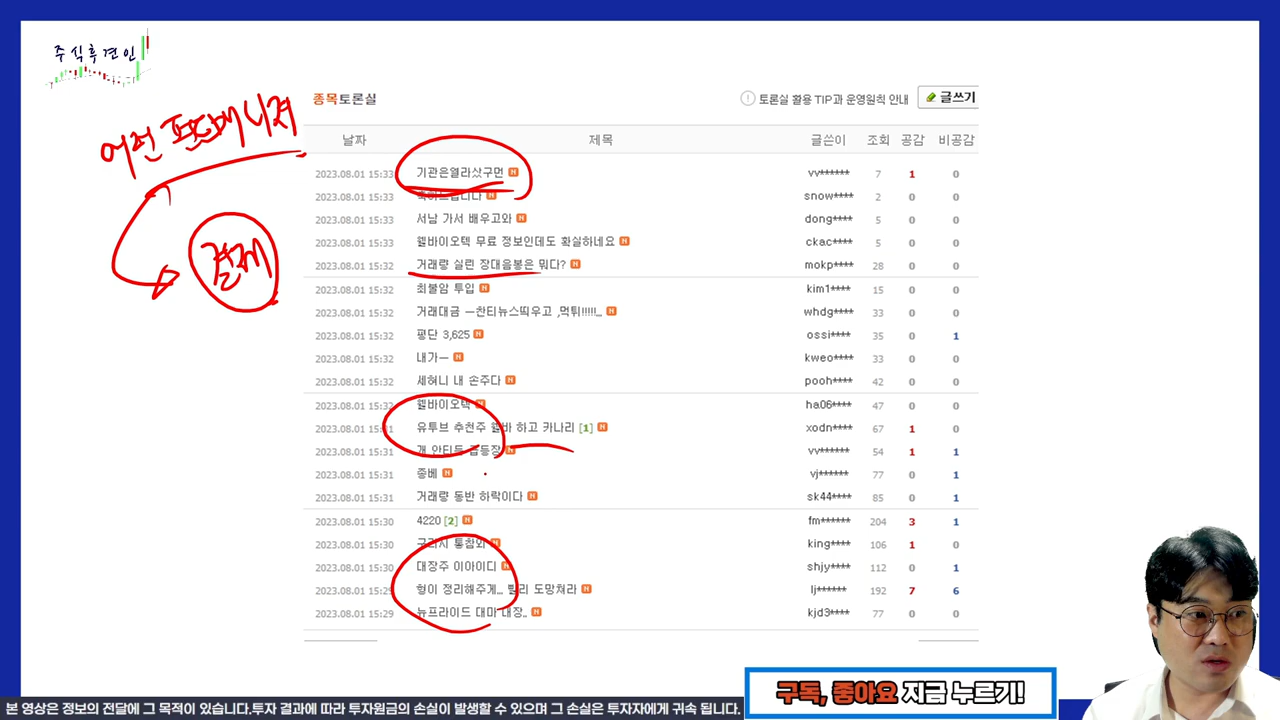 주식후견인
종목토론실
토론실 활용 TIP과 운영원칙 안내 글쓰기
어떤
결재
날짜 제목 글쓴이 조회 공감 비공감
2023.08.01 15:33 기관은열리샀구먼 N vv****** 7 1 0
2023.08.01 15:33 N snow**** 2 0 0
2023.08.01 15:33 서남 가서 배우고와 N dong**** 5 0 0
2023.08.01 15:33 웰바이오텍 무료 정보인데도 확실하네요 N ckac**** 5 0 0
2023.08.01 15:32 거래량 실린 장대음봉은 뭐다? N mokp**** 28 0 0
2023.08.01 15:32 최불암 투입 N kim1**** 15 0 0
2023.08.01 15:32 거래대금 ㅡ찬티뉴스띄우고 ,먹튀!!!!!... N whdg**** 33 0 0
2023.08.01 15:32 평단 3,625 N ossi**** 35 0 1
2023.08.01 15:32 내가ㅡ N kweo**** 33 0 0
2023.08.01 15:32 세혀니 내 손주다 N pooh**** 42 0 0
2023.08.01 15:32 웰바이오텍 N ha06**** 47 0 0
2023.08.01 15:31 유투브 추천주 웰바 하고 카나리 [1] N xodn**** 67 1 0
2023.08.01 15:31 개 안티들 N vv****** 54 1 1
2023.08.01 15:31 종베 N vj****** 77 0 1
2023.08.01 15:31 거래량 동반 하락이다 N sk44**** 85 0 1
2023.08.01 15:30 4220 [2] N fm****** 204 3 1
2023.08.01 15:30 구라시 통참외 N king**** 106 1 0
2023.08.01 15:30 대장주 이아이디 N shjy**** 112 0 1
2023.08.01 15:29 형이 정리해주게... 빨리 도망쳐라 N lj****** 192 7 6
2023.08.01 15:29 뉴프라이드 대마 대장.. N kjd3**** 77 0 0
구독, 좋아요 지금 누르기!
본 영상은 정보의 전달에 그 목적이 있습니다.투자 결과에 따라 투자원금의 손실이 발생할 수 있으며 그 손실은 투자자에게 귀속 됩니다.